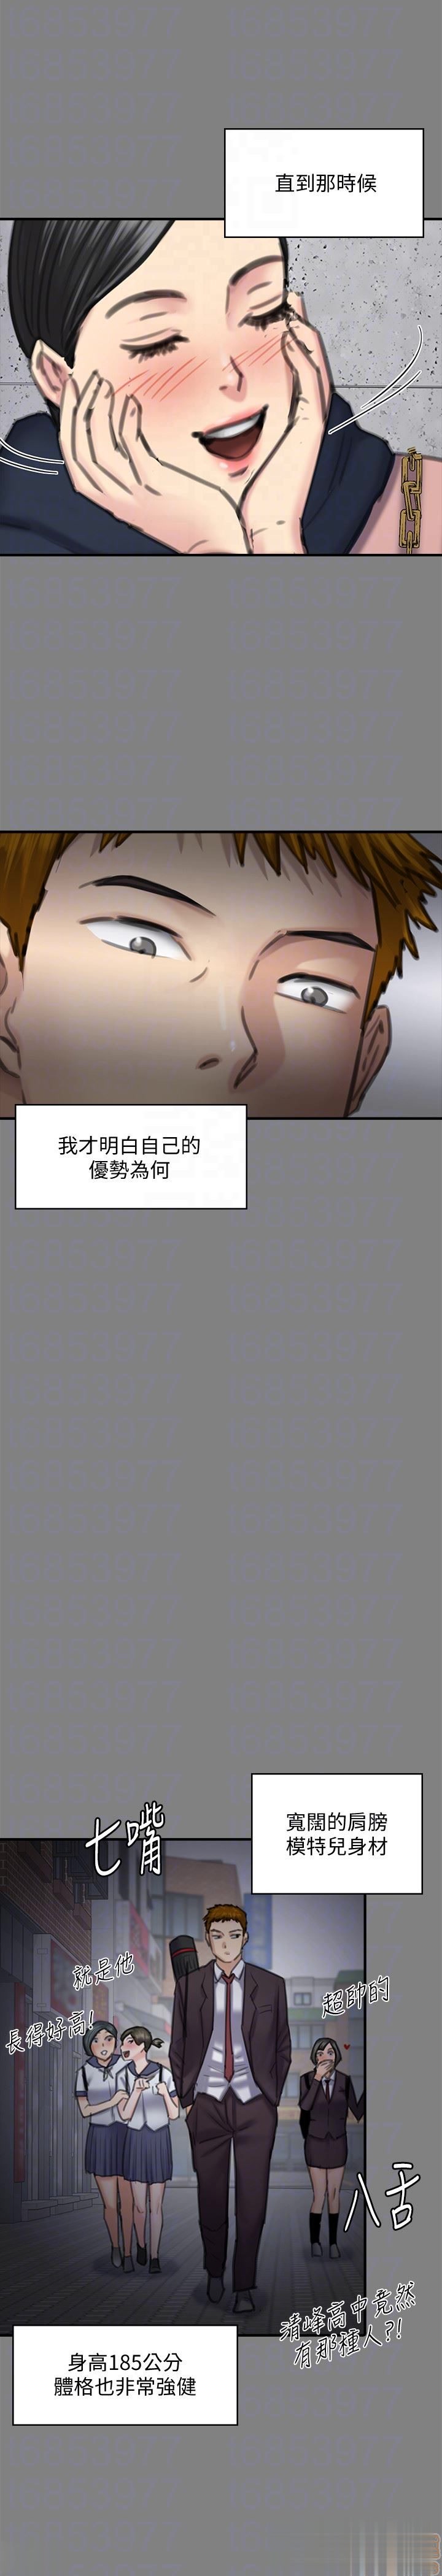 直到那時候
我才明白自己的
優勢為何
寬闊的肩膀
模特兒身材
七嘴
就是他
長得好高!
超帥的
八舌
清峰高中竟然
有那種人?!
身高185公分
體格也非常強健